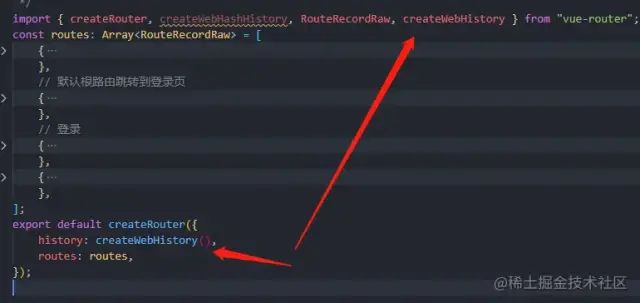 */
import { createRouter, createWebHashHistory, RouteRecordRaw, createWebHistory } from "vue-router";
const routes: Array<RouteRecordRaw> = [
{ ...
},
// 默认根路由跳转到登录页
{ ...
},
// 登录
{ ...
},
{ ...
},
];
export default createRouter({
history: createWebHistory(),
routes: routes,
});
@稀土掘金技术社区